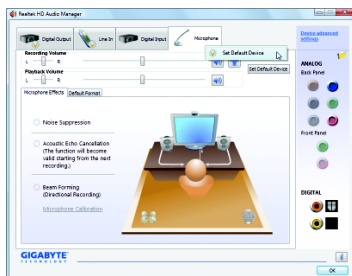 Realtek HD Audio Manager
Digital Output
Line In
Digital Input
Microphone
Device advanced settings
Set Default Device
Recording Volume
L R
Set Default Device
Playback Volume
L R
Microphone Effects
Default Format
Noise Suppression
Acoustic Echo Cancellation
(The function will become
valid starting from the next
recording.)
Beam Forming
(Directional Recording)
Microphone Calibration
ANALOG
Back Panel
Front Panel
DIGITAL
GIGABYTE
TECHNOLOGY
i
OK